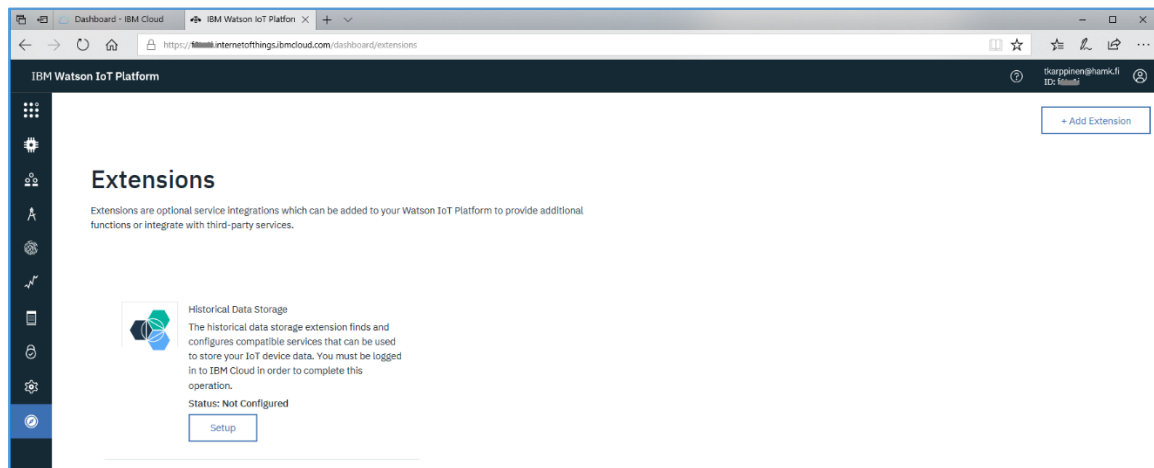 Dashboard - IBM Cloud
IBM Watson IoT Platfon
https://internetofthings.ibmcloud.com/dashboard/extensions
IBM Watson IoT Platform
tkarppinen@hamk.fi
ID:
+ Add Extension
Extensions
Extensions are optional service integrations which can be added to your Watson IoT Platform to provide additional
functions or integrate with third-party services.
Historical Data Storage
The historical data storage extension finds and
configures compatible services that can be used
to store your IoT device data. You must be logged
in to IBM Cloud in order to complete this
operation.
Status: Not Configured
Setup